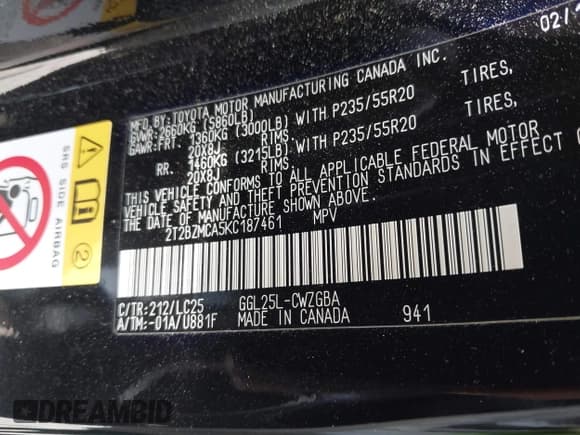 02/
MFD. BY: TOYOTA MOTOR MANUFACTURING CANADA INC.
GVWR: 2660KG (5860LB)
GAWR: FRT. 1360KG (3000LB) WITH P235/55R20 TIRES,
20X8J RIMS.
RR. 1460KG (3215LB) WITH P235/55R20 TIRES,
20X8J RIMS.
THIS VEHICLE CONFORMS TO ALL APPLICABLE FEDERAL MOTOR
VEHICLE SAFETY AND THEFT PREVENTION STANDARDS IN EFFECT
THE DATE OF MANUFACTURE SHOWN ABOVE.
2T2BZMCA5KC187461 MPV
C/TR:212/LC25 GGL25L-CWZGBA
A/TM:-01A/U881F MADE IN CANADA 941
SRS SIDE AIRBAG
2
DREAMBID